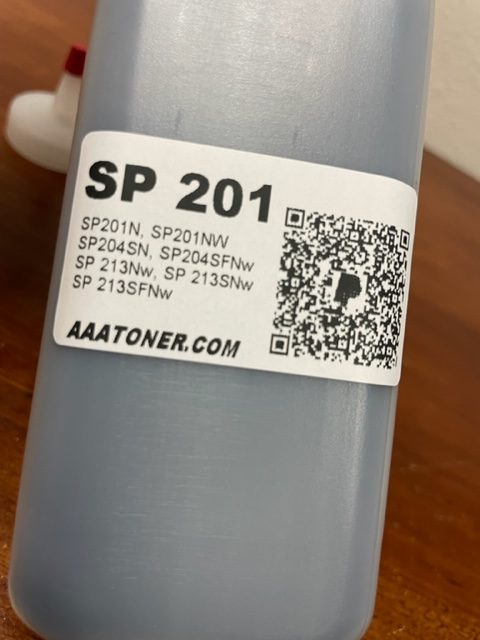 SP 201
SP201N, SP201NW
SP204SN, SP204SFNw
SP 213Nw, SP 213SNw
SP 213SFNw
AAATONER.COM